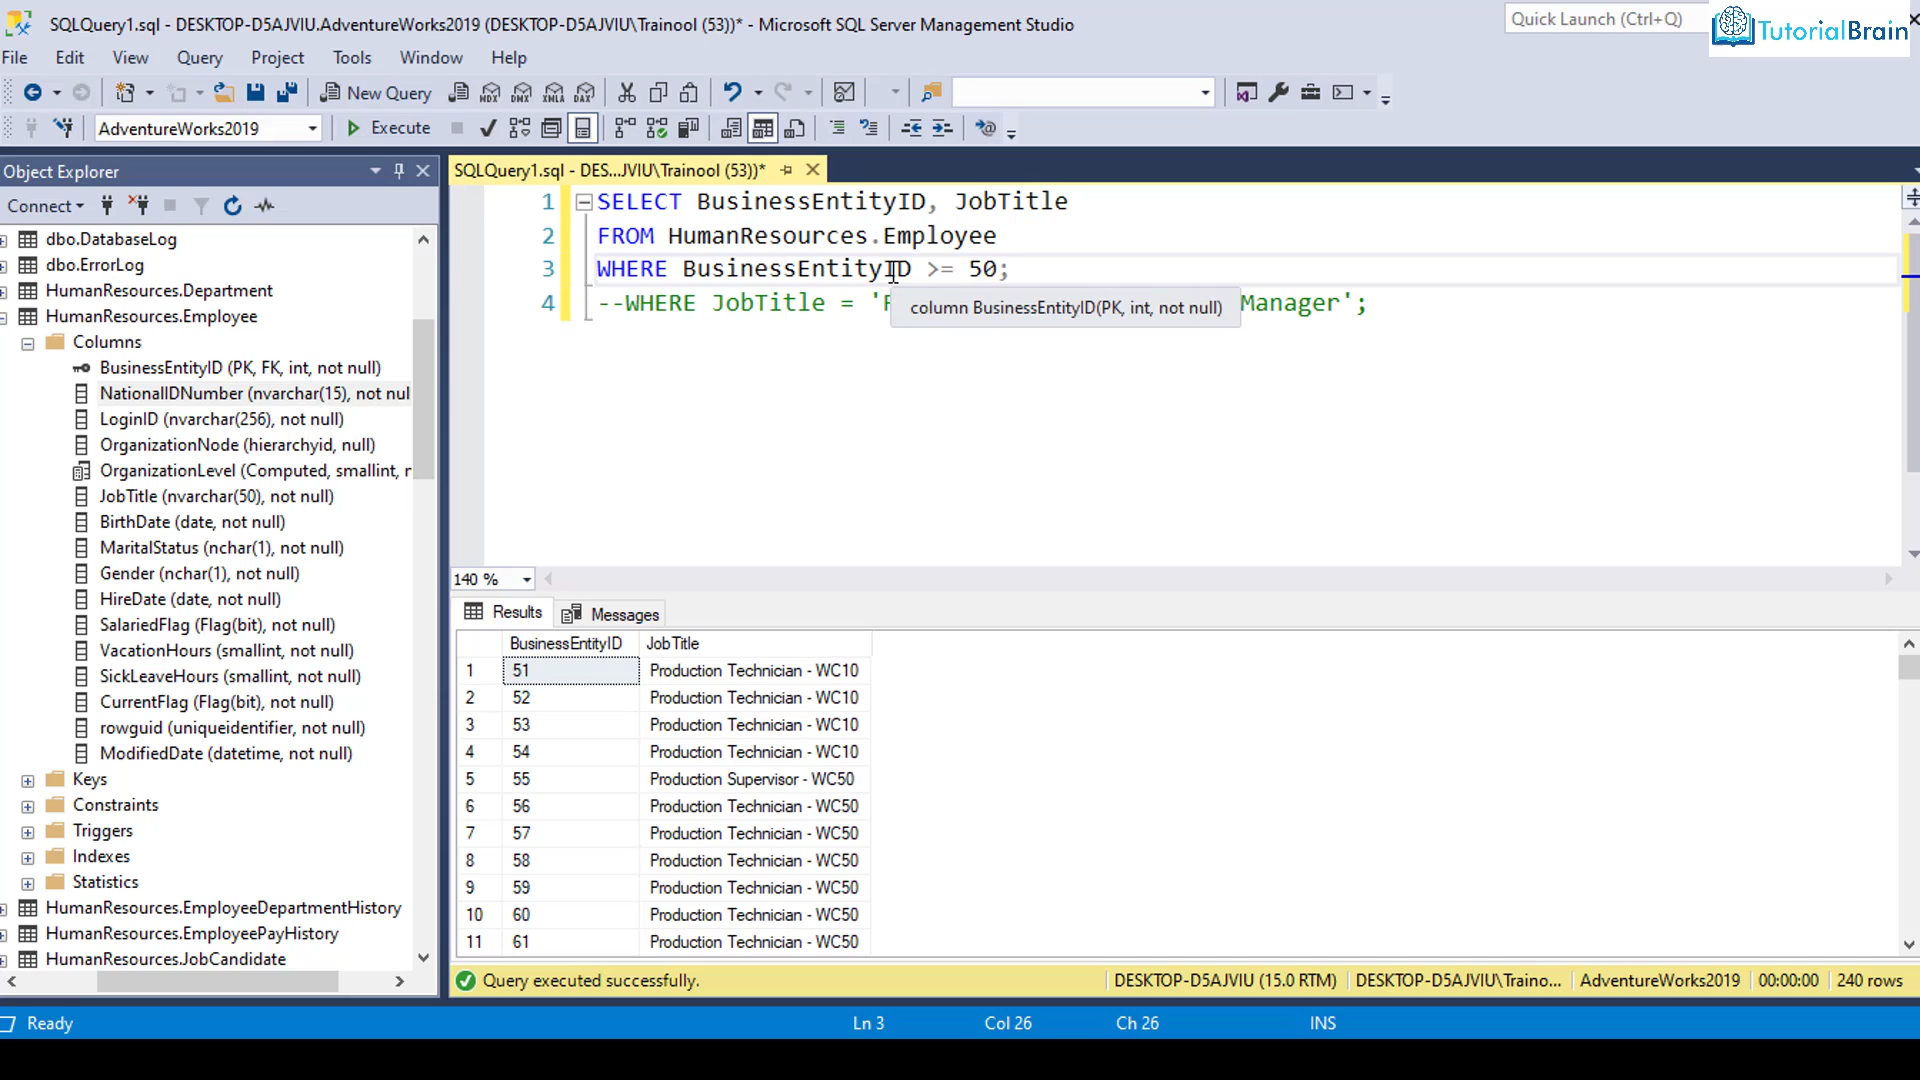 SQLQuery1.sql - DESKTOP-D5AJVIU.AdventureWorks2019 (DESKTOP-D5AJVIU\Trainool (53))* - Microsoft SQL Server Management Studio
Quick Launch (Ctrl+Q)
TutorialBrain
File Edit View Query Project Tools Window Help
New Query
MDX DMX XMLA DAX
AdventureWorks2019
Execute
Object Explorer
SQLQuery1.sql - DES...JVIU\Trainool (53))*
Connect
dbo.DatabaseLog
dbo.ErrorLog
HumanResources.Department
HumanResources.Employee
Columns
BusinessEntityID (PK, FK, int, not null)
NationalIDNumber (nvarchar(15), not nul
LoginID (nvarchar(256), not null)
OrganizationNode (hierarchyid, null)
OrganizationLevel (Computed, smallint, n
JobTitle (nvarchar(50), not null)
BirthDate (date, not null)
MaritalStatus (nchar(1), not null)
Gender (nchar(1), not null)
HireDate (date, not null)
SalariedFlag (Flag(bit), not null)
VacationHours (smallint, not null)
SickLeaveHours (smallint, not null)
CurrentFlag (Flag(bit), not null)
rowguid (uniqueidentifier, not null)
ModifiedDate (datetime, not null)
Keys
Constraints
Triggers
Indexes
Statistics
HumanResources.EmployeeDepartmentHistory
HumanResources.EmployeePayHistory
HumanResources.JobCandidate
1 SELECT BusinessEntityID, JobTitle
2 FROM HumanResources.Employee
3 WHERE BusinessEntityID >= 50;
4 --WHERE JobTitle = ' Manager';
column BusinessEntityID(PK, int, not null)
140 %
Results Messages
BusinessEntityID JobTitle
1 51 Production Technician - WC10
2 52 Production Technician - WC10
3 53 Production Technician - WC10
4 54 Production Technician - WC10
5 55 Production Supervisor - WC50
6 56 Production Technician - WC50
7 57 Production Technician - WC50
8 58 Production Technician - WC50
9 59 Production Technician - WC50
10 60 Production Technician - WC50
11 61 Production Technician - WC50
Query executed successfully. DESKTOP-D5AJVIU (15.0 RTM) DESKTOP-D5AJVIU\Traino... AdventureWorks2019 00:00:00 240 rows
Ready Ln 3 Col 26 Ch 26 INS